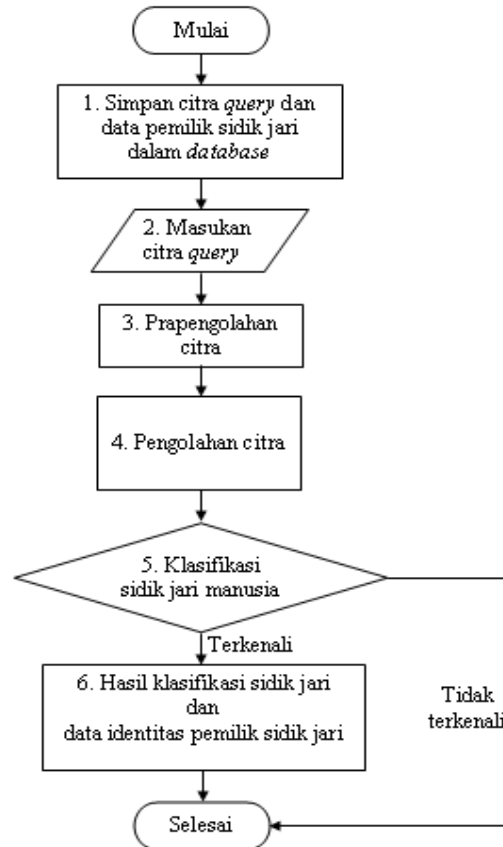 Mulai
1. Simpan citra query dan
data pemilik sidik jari
dalam database
2. Masukan
citra query
3. Prapengolahan
citra
4. Pengolahan citra
5. Klasifikasi
sidik jari manusia
Terkenali
6. Hasil klasifikasi sidik jari
dan
data identitas pemilik sidik jari
Tidak
terkenali
Selesai